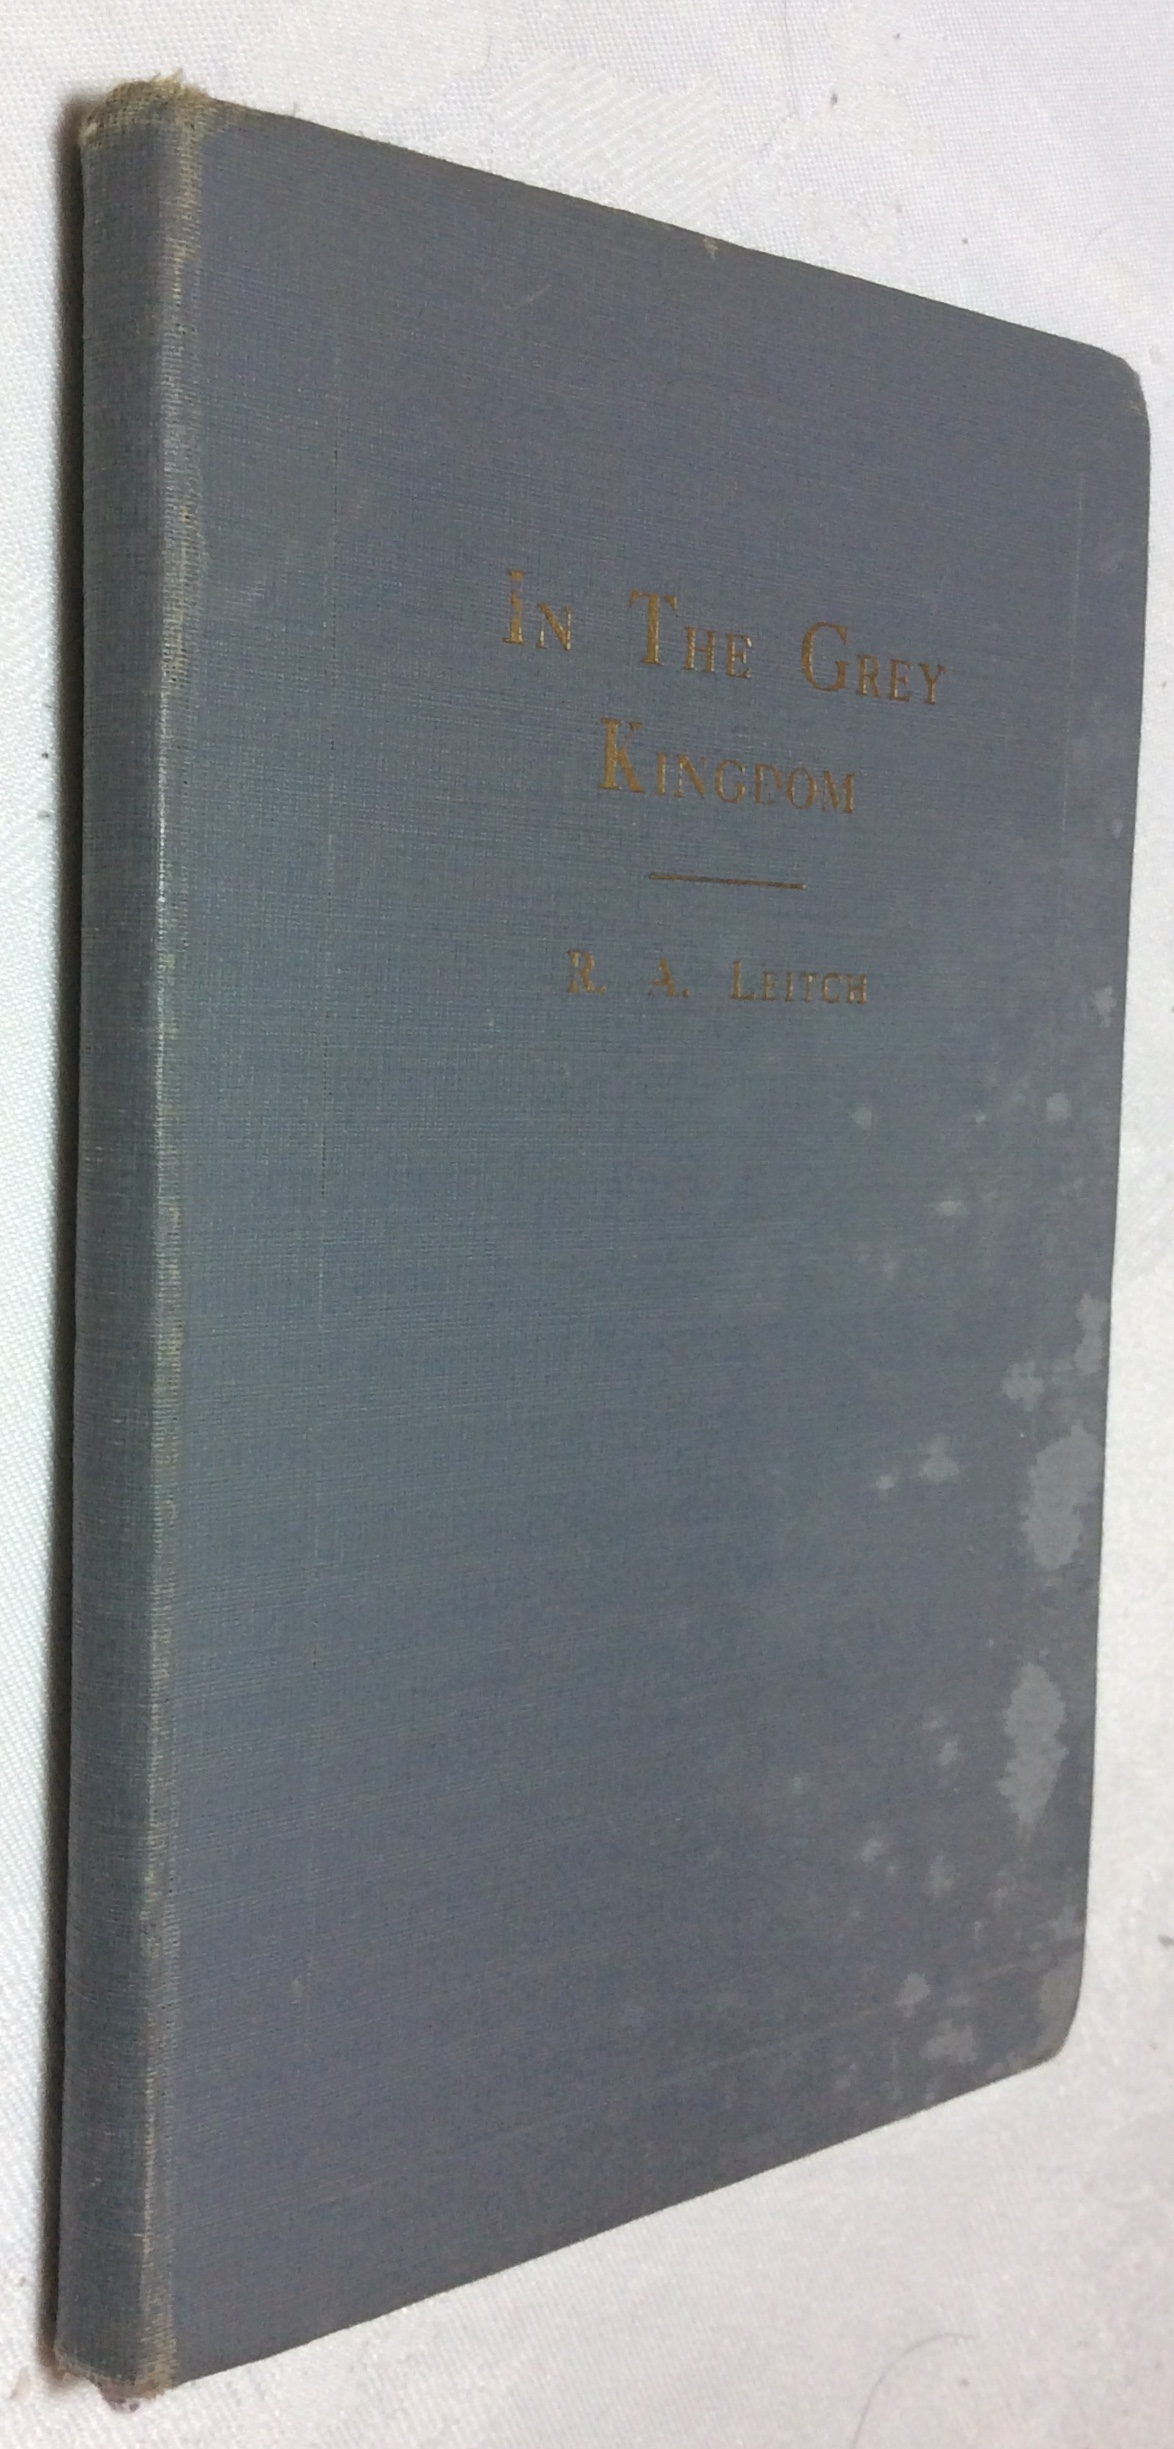 In The Grey
Kingdom
R. A. Leitch